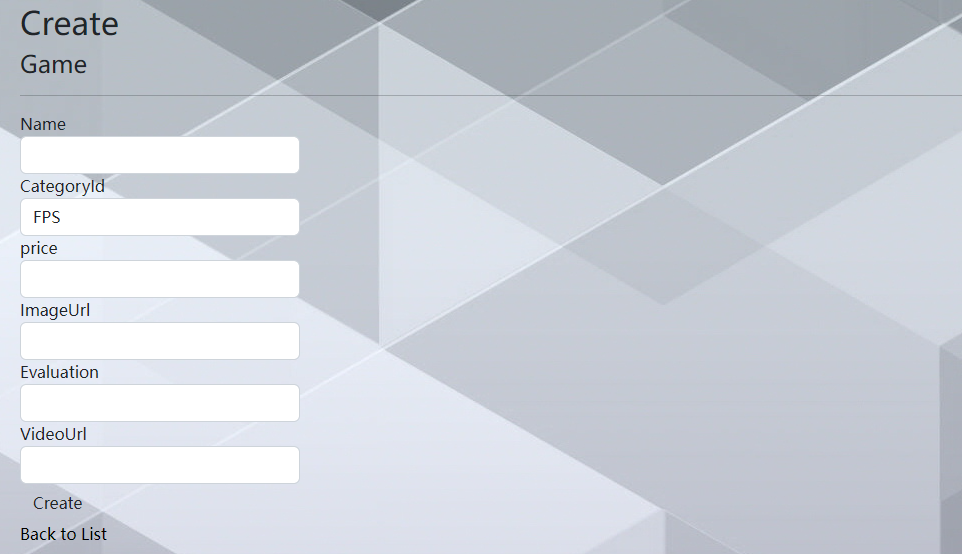 Create
Game
Name
CategoryId
FPS
price
ImageUrl
Evaluation
VideoUrl
Create
Back to List